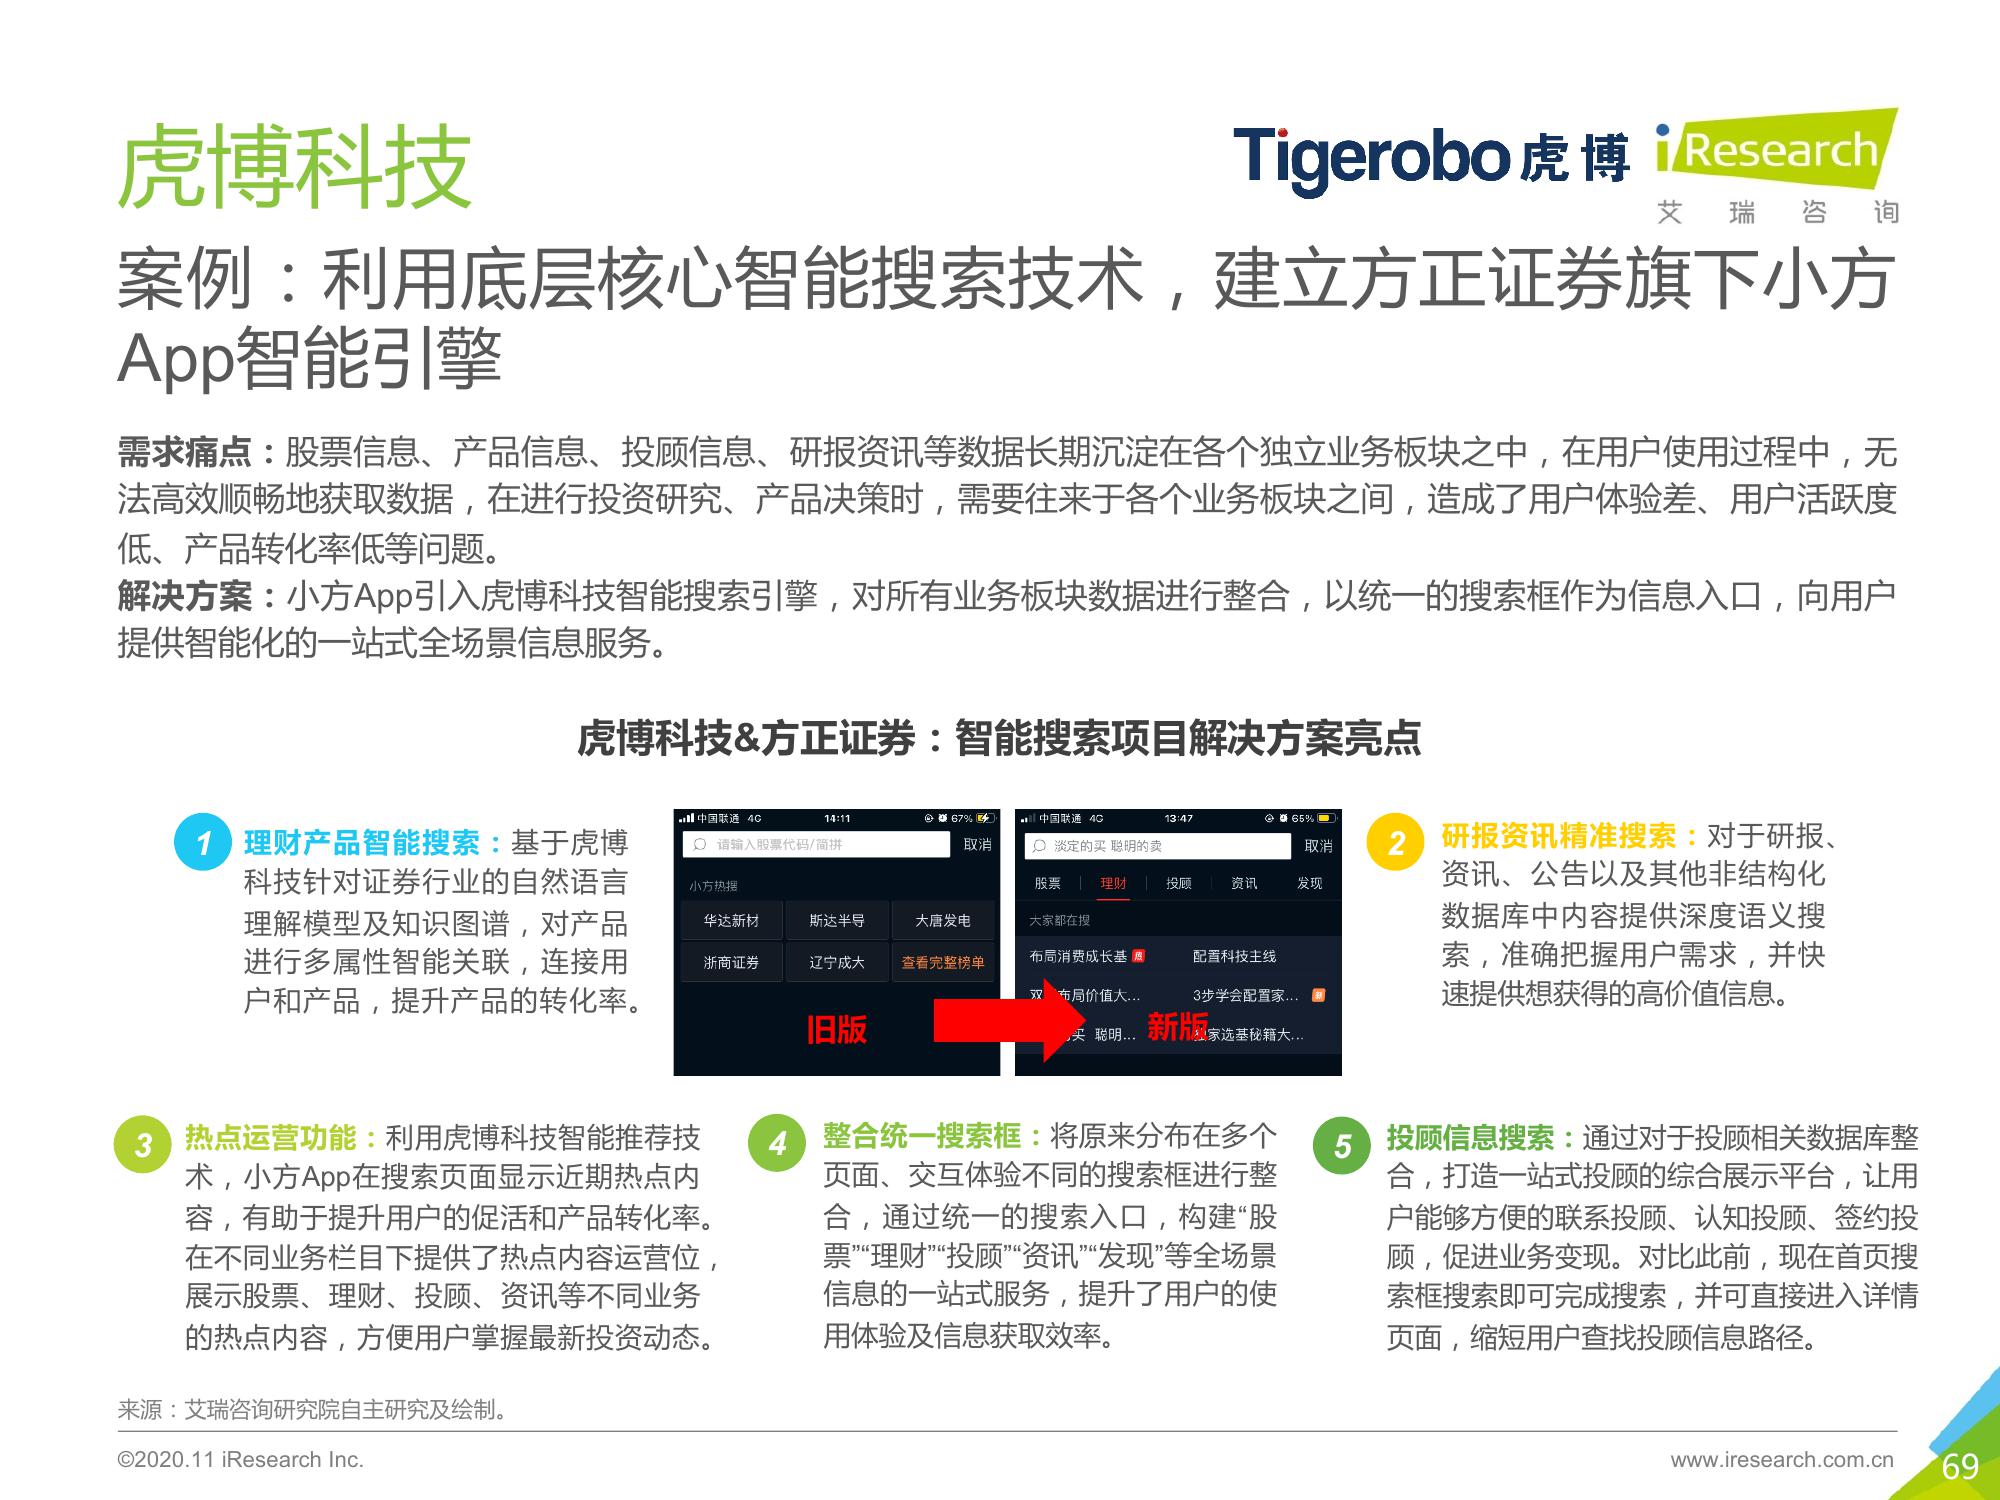 虎博科技
Tigerobo虎博
iResearch
艾瑞咨询
案例：利用底层核心智能搜索技术，建立方正证券旗下小方
App智能引擎
需求痛点：股票信息、产品信息、投顾信息、研报资讯等数据长期沉淀在各个独立业务板块之中，在用户使用过程中，无
法高效顺畅地获取数据，在进行投资研究、产品决策时，需要往来于各个业务板块之间，造成了用户体验差、用户活跃度
低、产品转化率低等问题。
解决方案：小方App引入虎博科技智能搜索引擎，对所有业务板块数据进行整合，以统一的搜索框作为信息入口，向用户
提供智能化的一站式全场景信息服务。
虎博科技&方正证券：智能搜索项目解决方案亮点
1
理财产品智能搜索：基于虎博
科技针对证券行业的自然语言
理解模型及知识图谱，对产品
进行多属性智能关联，连接用
户和产品，提升产品的转化率。
中国联通 4G 14:11 67%
请输入股票代码/简拼 取消
小方热搜
华达新材 斯达半导 大唐发电
浙商证券 辽宁成大 查看完整榜单
旧版
中国联通 4G 13:47 65%
淡定的买 聪明的卖 取消
股票 理财 投顾 资讯 发现
大家都在搜
布局消费成长基 热 配置科技主线
双 布局价值大... 3步学会配置家... 新
买 聪明... 家选基秘籍大...
新版
2
研报资讯精准搜索：对于研报、
资讯、公告以及其他非结构化
数据库中内容提供深度语义搜
索，准确把握用户需求，并快
速提供想获得的高价值信息。
3
热点运营功能：利用虎博科技智能推荐技
术，小方App在搜索页面显示近期热点内
容，有助于提升用户的促活和产品转化率。
在不同业务栏目下提供了热点内容运营位，
展示股票、理财、投顾、资讯等不同业务
的热点内容，方便用户掌握最新投资动态。
4
整合统一搜索框：将原来分布在多个
页面、交互体验不同的搜索框进行整
合，通过统一的搜索入口，构建“股
票”“理财”“投顾”“资讯”“发现”等全场景
信息的一站式服务，提升了用户的使
用体验及信息获取效率。
5
投顾信息搜索：通过对于投顾相关数据库整
合，打造一站式投顾的综合展示平台，让用
户能够方便的联系投顾、认知投顾、签约投
顾，促进业务变现。对比此前，现在首页搜
索框搜索即可完成搜索，并可直接进入详情
页面，缩短用户查找投顾信息路径。
来源：艾瑞咨询研究院自主研究及绘制。
©2020.11 iResearch Inc.
www.iresearch.com.cn
69